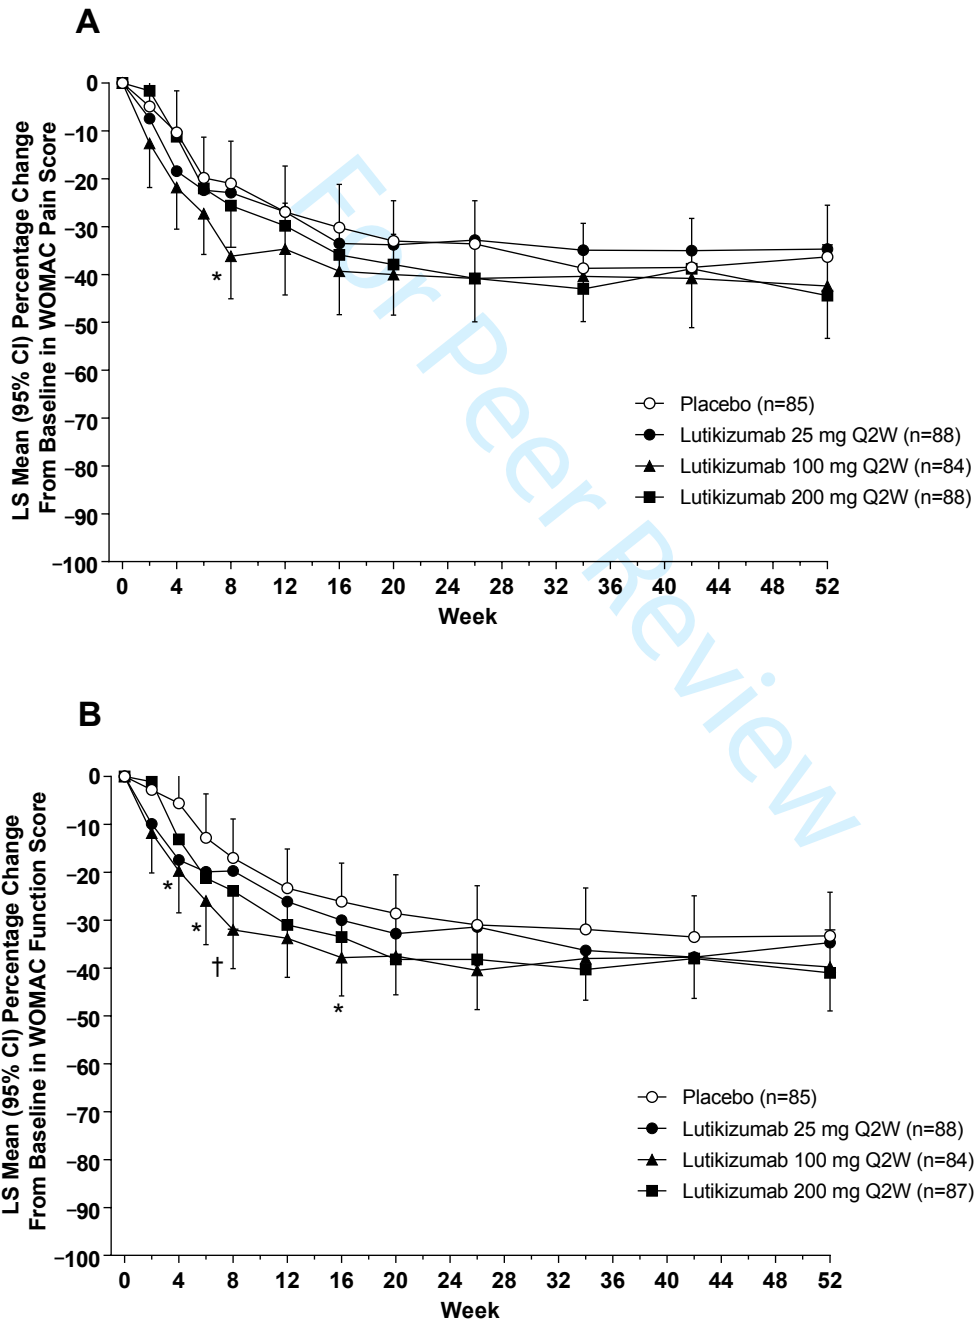 A
LS Mean (95% CI) Percentage Change
From Baseline in WOMAC Pain Score
0
−10
−20
−30
−40
−50
−60
−70
−80
−90
−100
*
Placebo (n=85)
Lutikizumab 25 mg Q2W (n=88)
Lutikizumab 100 mg Q2W (n=84)
Lutikizumab 200 mg Q2W (n=88)
0 4 8 12 16 20 24 28 32 36 40 44 48 52
Week
For Peer Review
B
LS Mean (95% CI) Percentage Change
From Baseline in WOMAC Function Score
0
−10
−20
−30
−40
−50
−60
−70
−80
−90
−100
*
*
†
*
Placebo (n=85)
Lutikizumab 25 mg Q2W (n=88)
Lutikizumab 100 mg Q2W (n=84)
Lutikizumab 200 mg Q2W (n=87)
0 4 8 12 16 20 24 28 32 36 40 44 48 52
Week